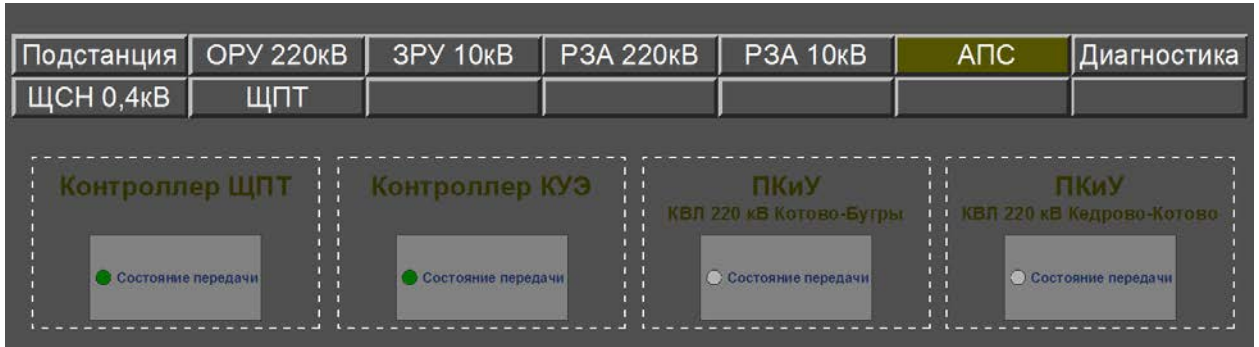 Подстанция ОРУ 220кВ ЗРУ 10кВ РЗА 220кВ РЗА 10кВ АПС Диагностика
ЩСН 0,4кВ ЩПТ
Контроллер ЩПТ Контроллер КУЭ ПКиУ ПКиУ
КВЛ 220 кВ Котово-Бугры КВЛ 220 кВ Кедрово-Котово
Состояние передачи Состояние передачи Состояние передачи Состояние передачи